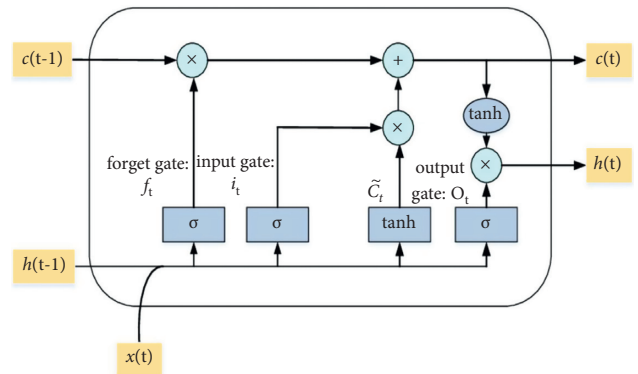 c(t-1)
×
+
c(t)
tanh
×
×
h(t)
forget gate:
f_t
input gate:
i_t
C̃_t
output
gate: O_t
σ
σ
tanh
σ
h(t-1)
x(t)